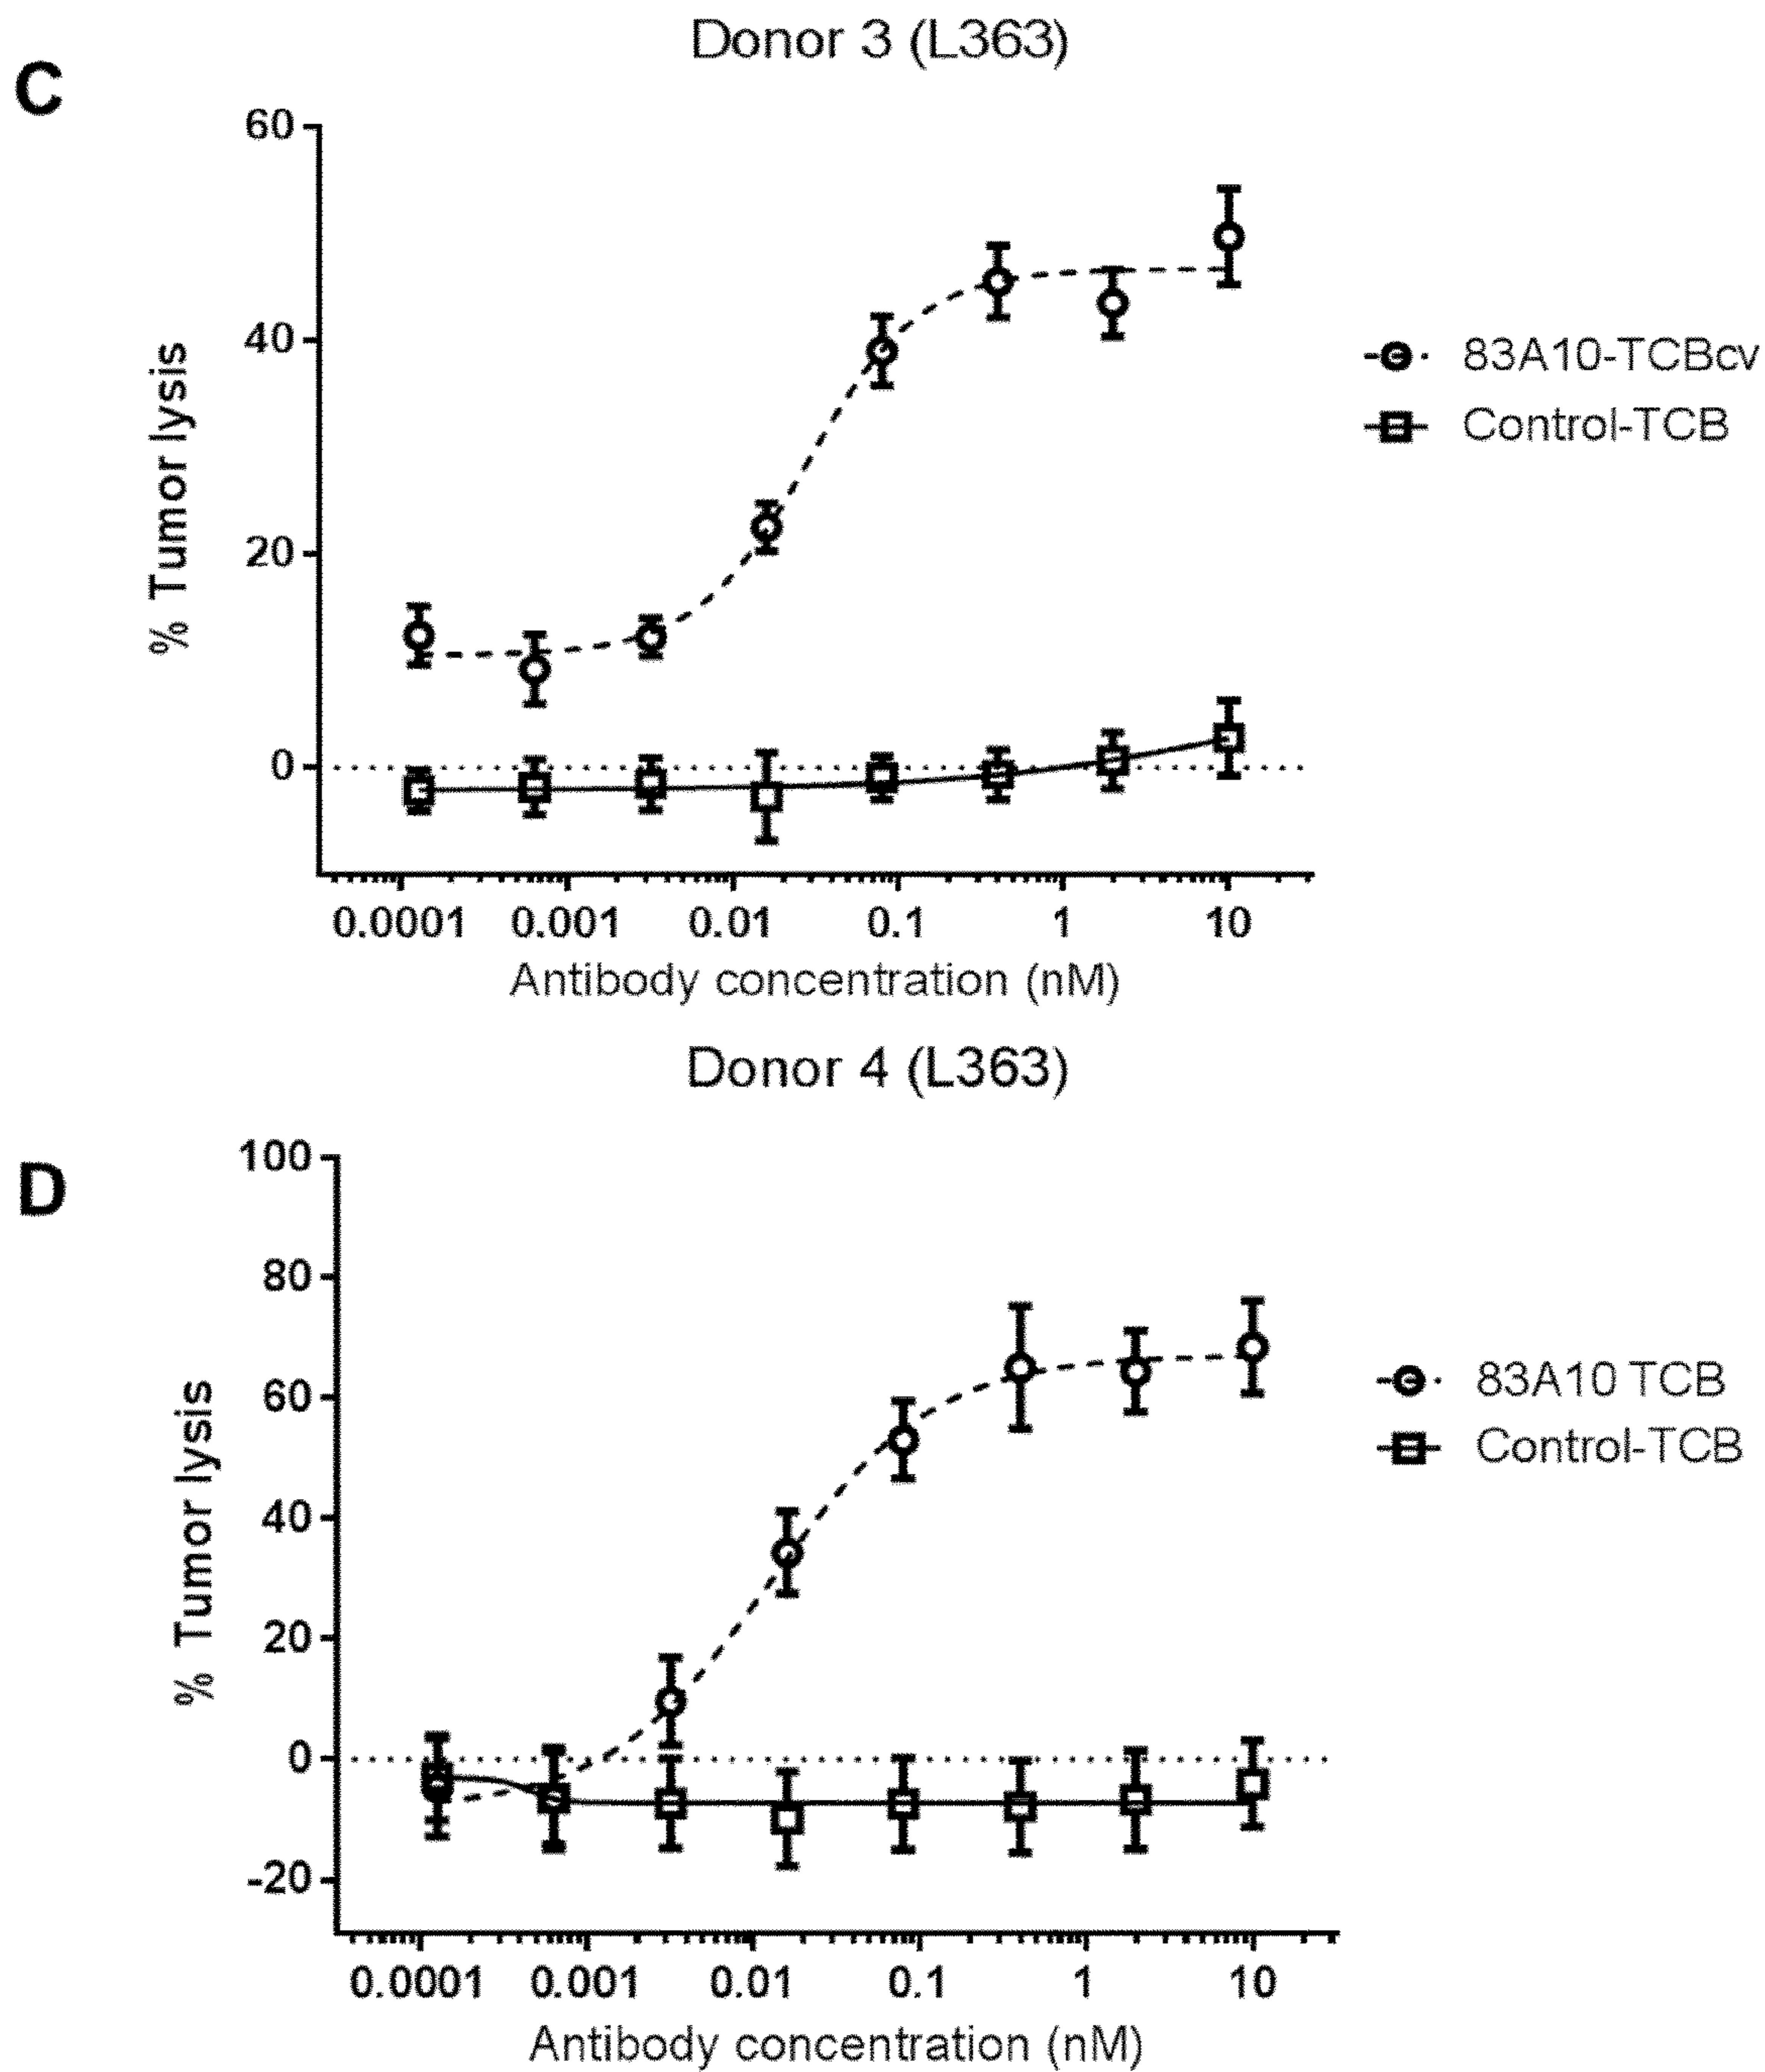 Donor 3 (L363)
C
60
40
20
0
% Tumor lysis
83A10-TCBcv
Control-TCB
0.0001 0.001 0.01 0.1 1 10
Antibody concentration (nM)
Donor 4 (L363)
D
100
80
60
40
20
0
-20
% Tumor lysis
83A10 TCB
Control-TCB
0.0001 0.001 0.01 0.1 1 10
Antibody concentration (nM)